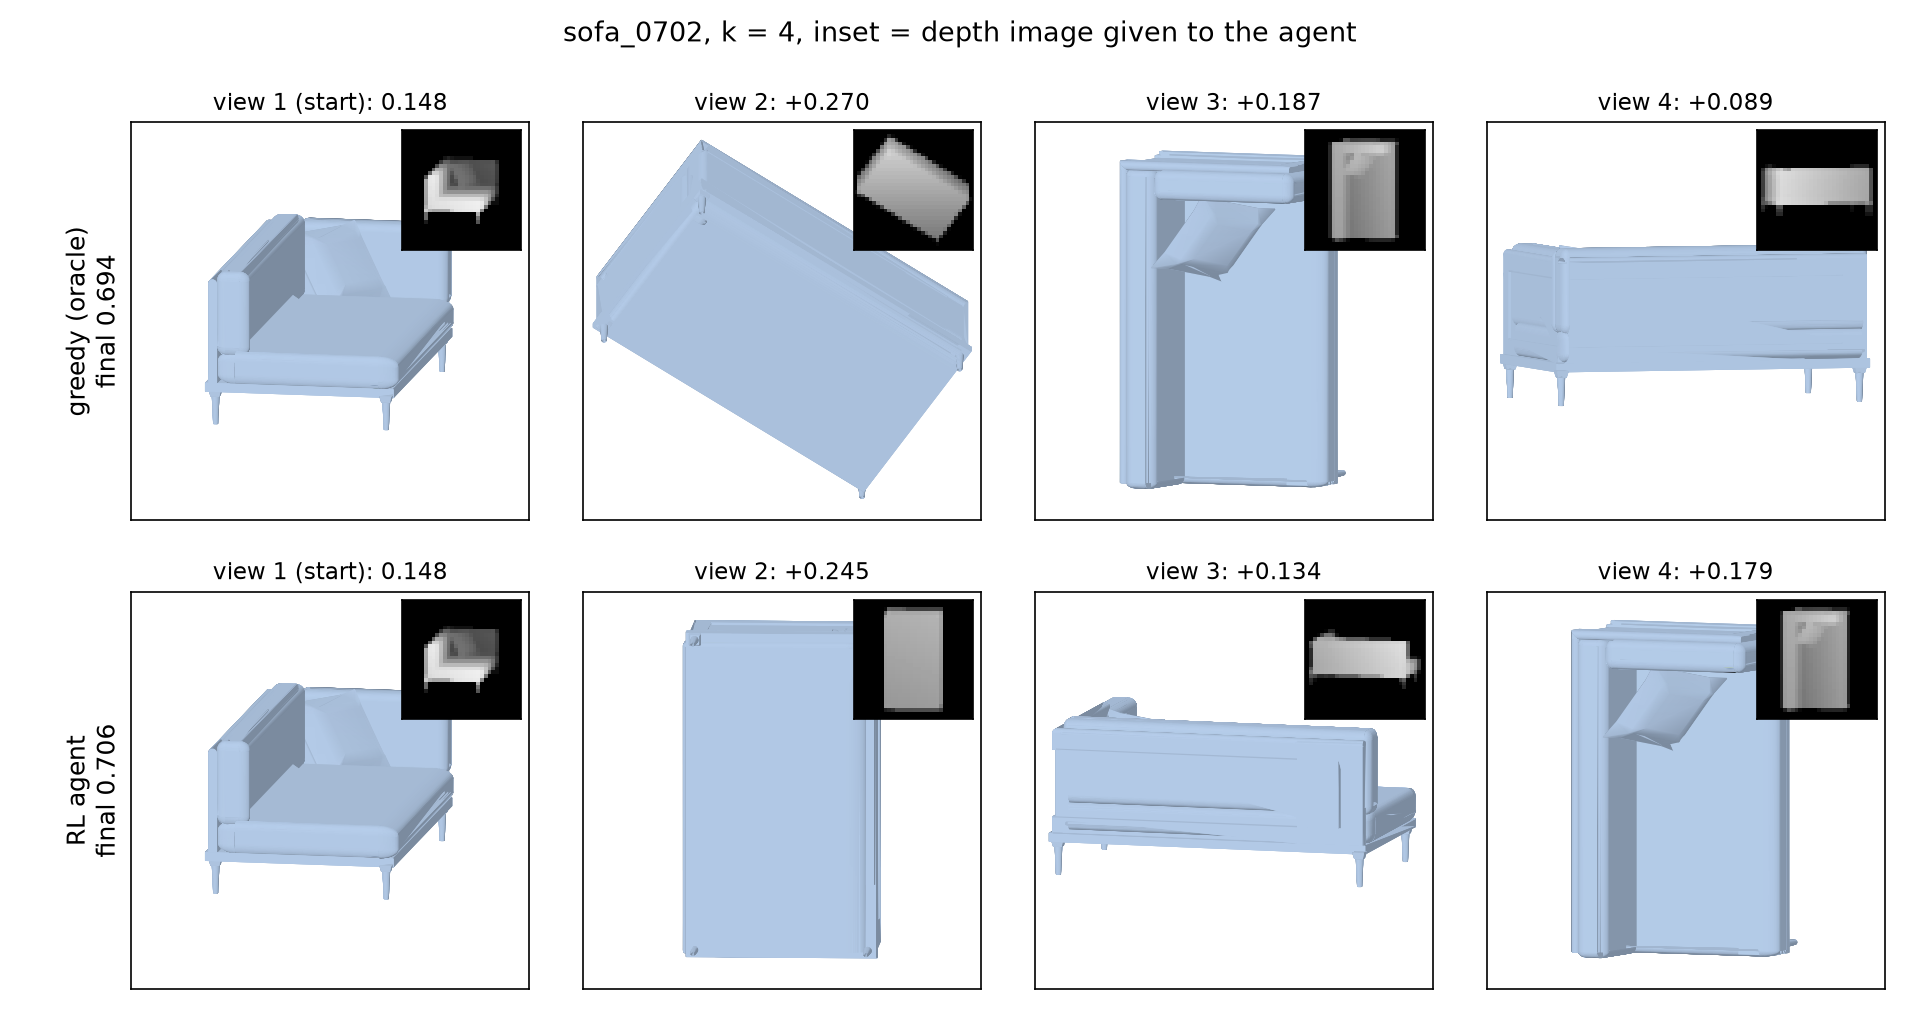 sofa_0702, k = 4, inset = depth image given to the agent
view 1 (start): 0.148
view 2: +0.270
view 3: +0.187
view 4: +0.089
greedy (oracle)
final 0.694
view 1 (start): 0.148
view 2: +0.245
view 3: +0.134
view 4: +0.179
RL agent
final 0.706